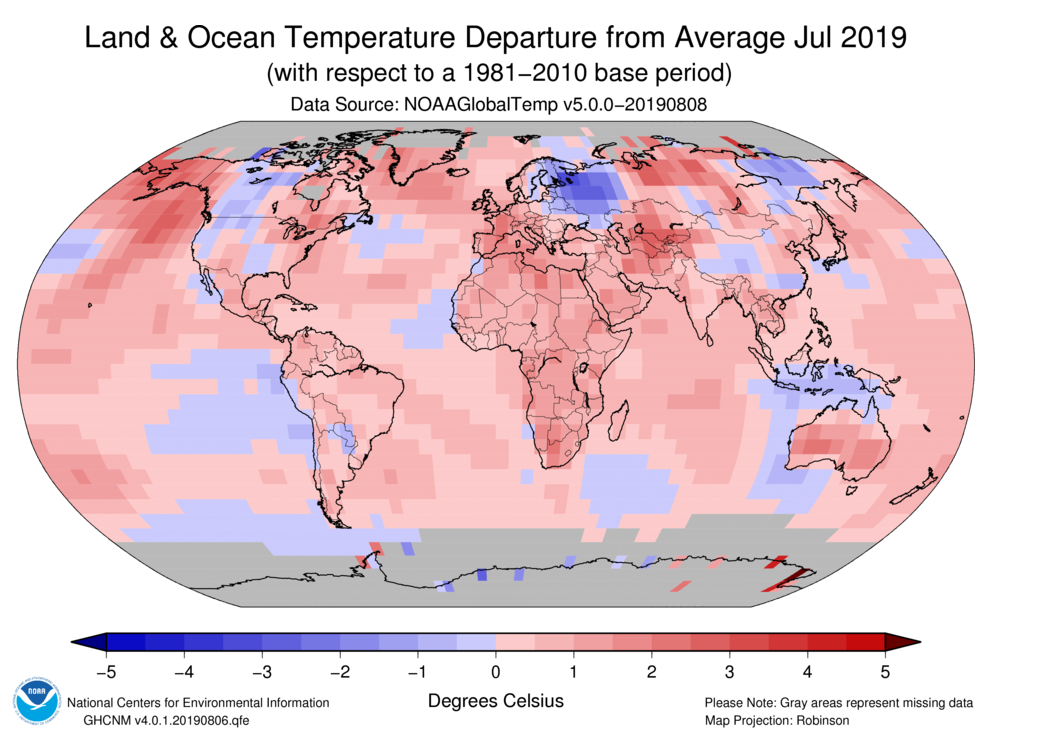 Land & Ocean Temperature Departure from Average Jul 2019
(with respect to a 1981−2010 base period)
Data Source: NOAAGlobalTemp v5.0.0−20190808
−5 −4 −3 −2 −1 0 1 2 3 4 5
Degrees Celsius
NOAA
National Centers for Environmental Information
GHCNM v4.0.1.20190806.qfe
Please Note: Gray areas represent missing data
Map Projection: Robinson